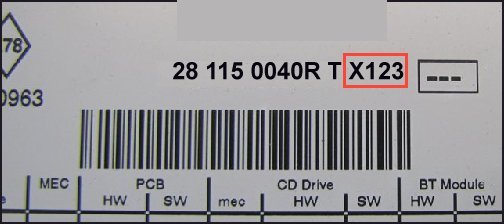 28 115 0040R T X123
---
.78
0963
MEC PCB CD Drive BT Module
HW SW mec HW SW HW SW